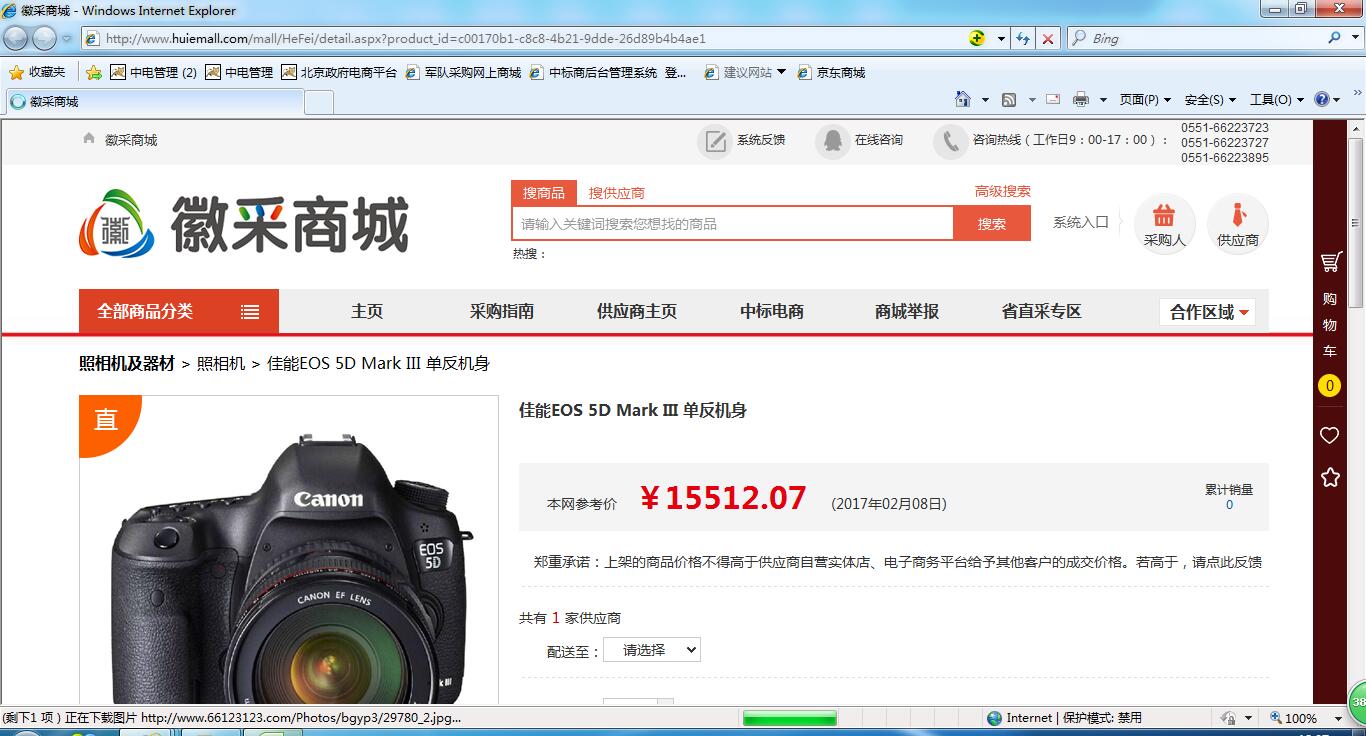 徽采商城 - Windows Internet Explorer
http://www.huiemall.com/mall/HeFei/detail.aspx?product_id=c00170b1-c8c8-4b21-9dde-26d89b4b4ae1
Bing
收藏夹 中电管理 (2) 中电管理 北京政府电商平台 军队采购网上商城 中标商后台管理系统 登... 建议网站 京东商城
徽采商城
页面(P) 安全(S) 工具(O)
徽采商城
系统反馈
在线咨询
咨询热线（工作日9：00-17：00）：
0551-66223723
0551-66223727
0551-66223895
徽
徽采商城
搜商品 搜供应商 高级搜索
请输入关键词搜索您想找的商品 搜索
热搜：
系统入口
采购人
供应商
全部商品分类 主页 采购指南 供应商主页 中标电商 商城举报 省直采专区 合作区域
照相机及器材 > 照相机 > 佳能EOS 5D Mark III 单反机身
直
Canon
EOS
5D
CANON EF LENS
佳能EOS 5D Mark III 单反机身
本网参考价 ￥15512.07 (2017年02月08日)
累计销量
0
郑重承诺：上架的商品价格不得高于供应商自营实体店、电子商务平台给予其他客户的成交价格。若高于，请点此反馈
共有 1 家供应商
配送至： 请选择
购
物
车
0
38
(剩下1 项) 正在下载图片 http://www.66123123.com/Photos/bgyp3/29780_2.jpg...
Internet | 保护模式: 禁用
100%